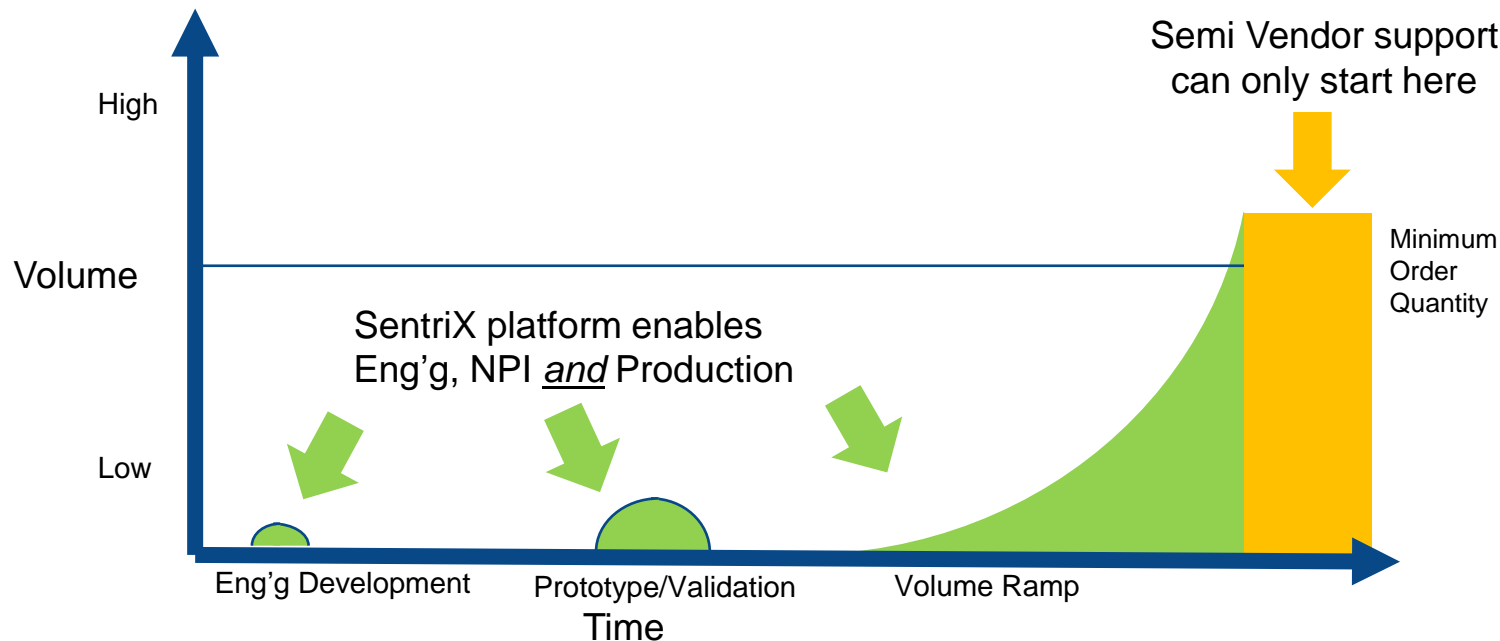 Semi Vendor support
can only start here
High
Minimum
Order
Quantity
Volume
SentriX platform enables
Eng’g, NPI and Production
Low
Eng’g Development
Prototype/Validation
Volume Ramp
Time